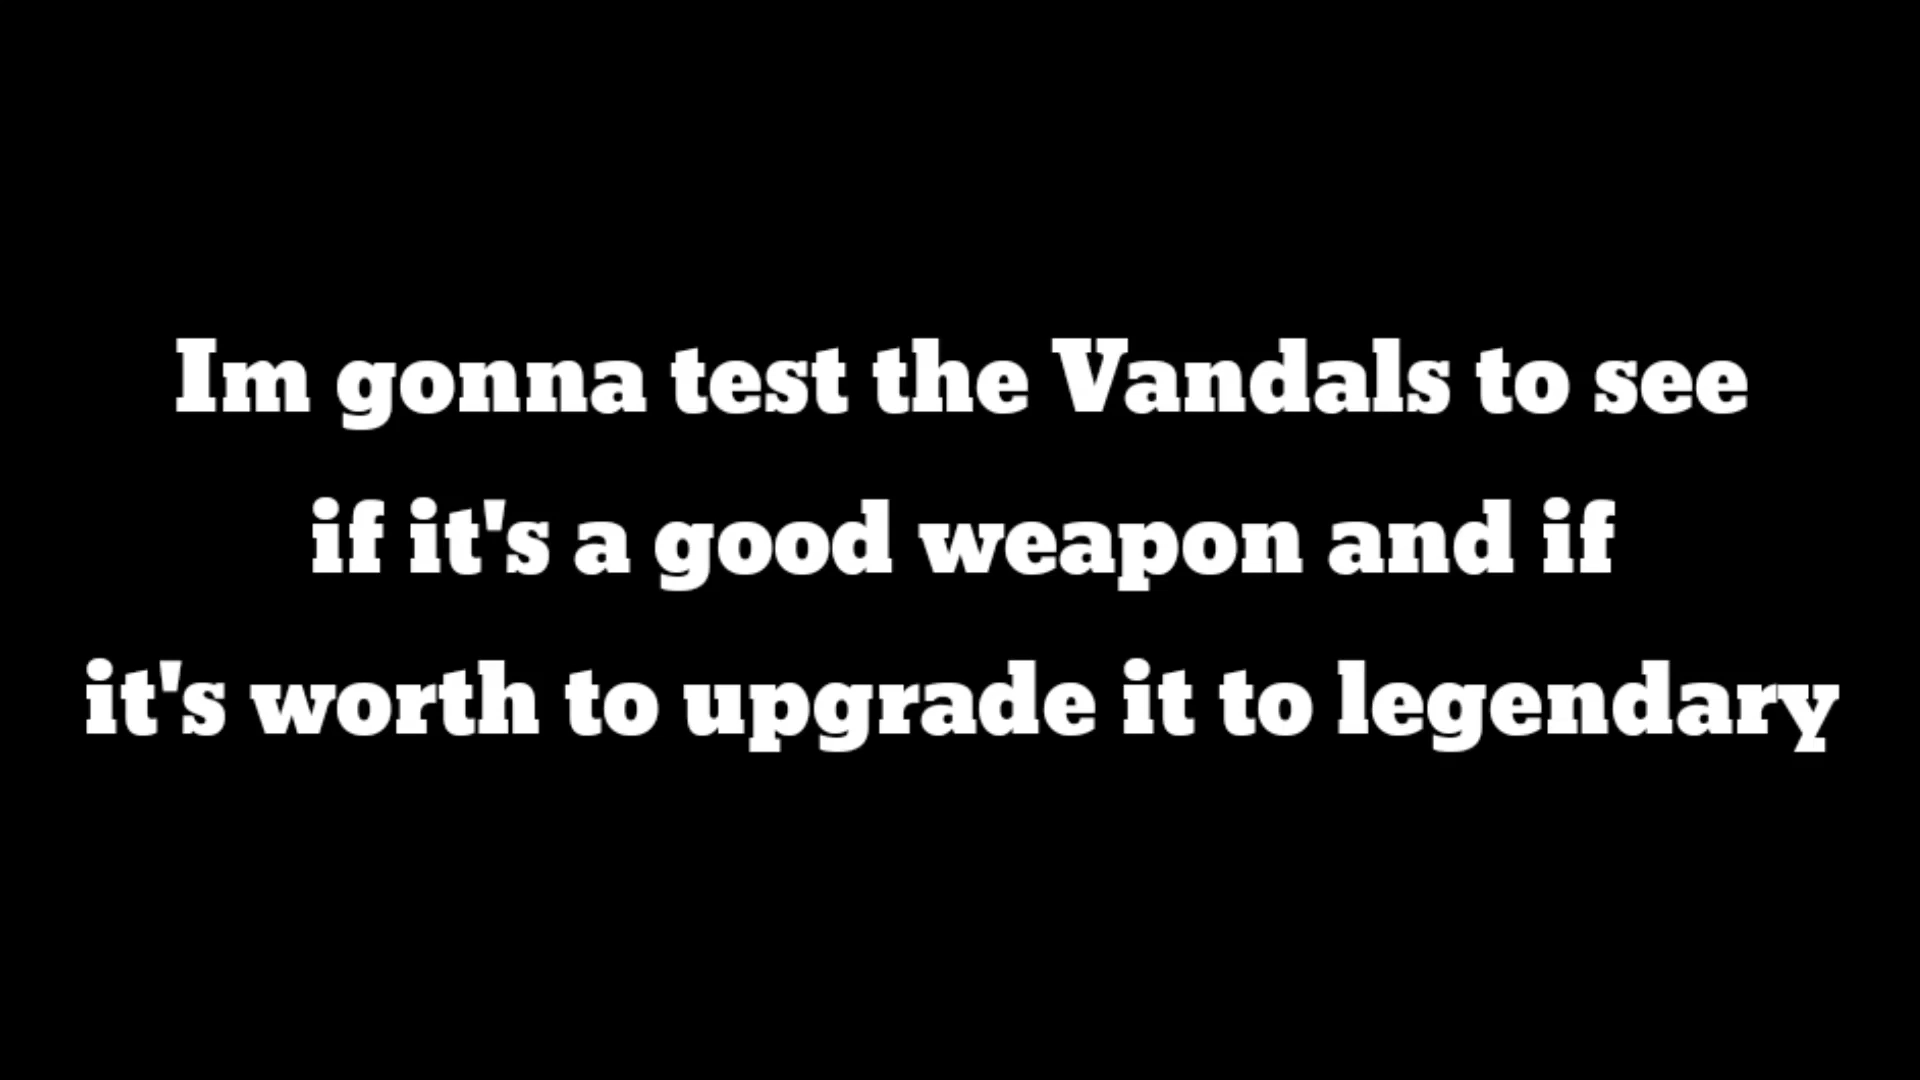 Im gonna test the Vandals to see
if it's a good weapon and if
it's worth to upgrade it to legendary